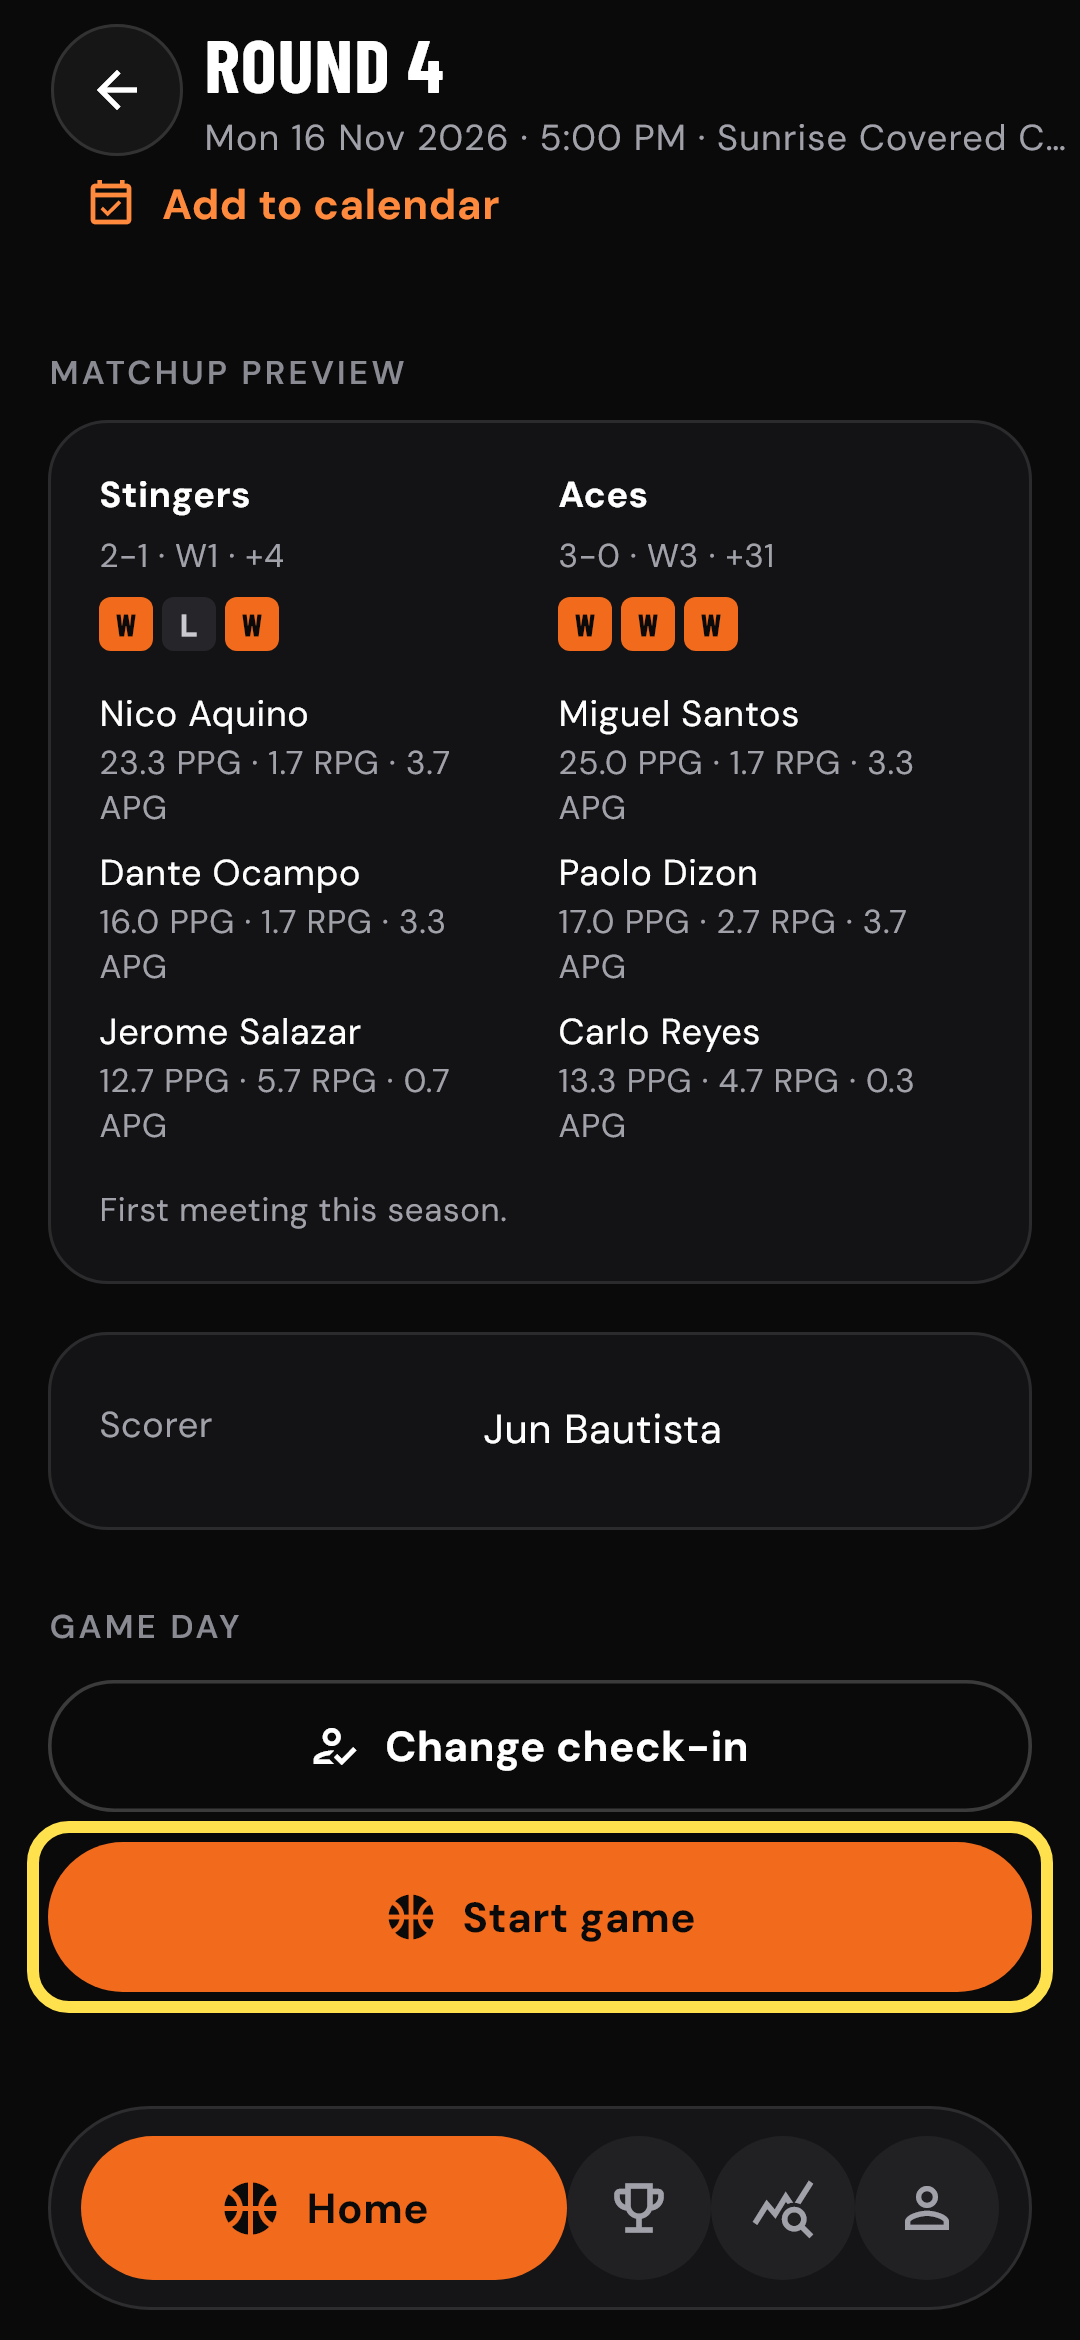 ROUND 4
Mon 16 Nov 2026 · 5:00 PM · Sunrise Covered C...
Add to calendar
MATCHUP PREVIEW
Stingers
2-1 · W1 · +4
W L W
Nico Aquino
23.3 PPG · 1.7 RPG · 3.7
APG
Dante Ocampo
16.0 PPG · 1.7 RPG · 3.3
APG
Jerome Salazar
12.7 PPG · 5.7 RPG · 0.7
APG
Aces
3-0 · W3 · +31
W W W
Miguel Santos
25.0 PPG · 1.7 RPG · 3.3
APG
Paolo Dizon
17.0 PPG · 2.7 RPG · 3.7
APG
Carlo Reyes
13.3 PPG · 4.7 RPG · 0.3
APG
First meeting this season.
Scorer
Jun Bautista
GAME DAY
Change check-in
Start game
Home